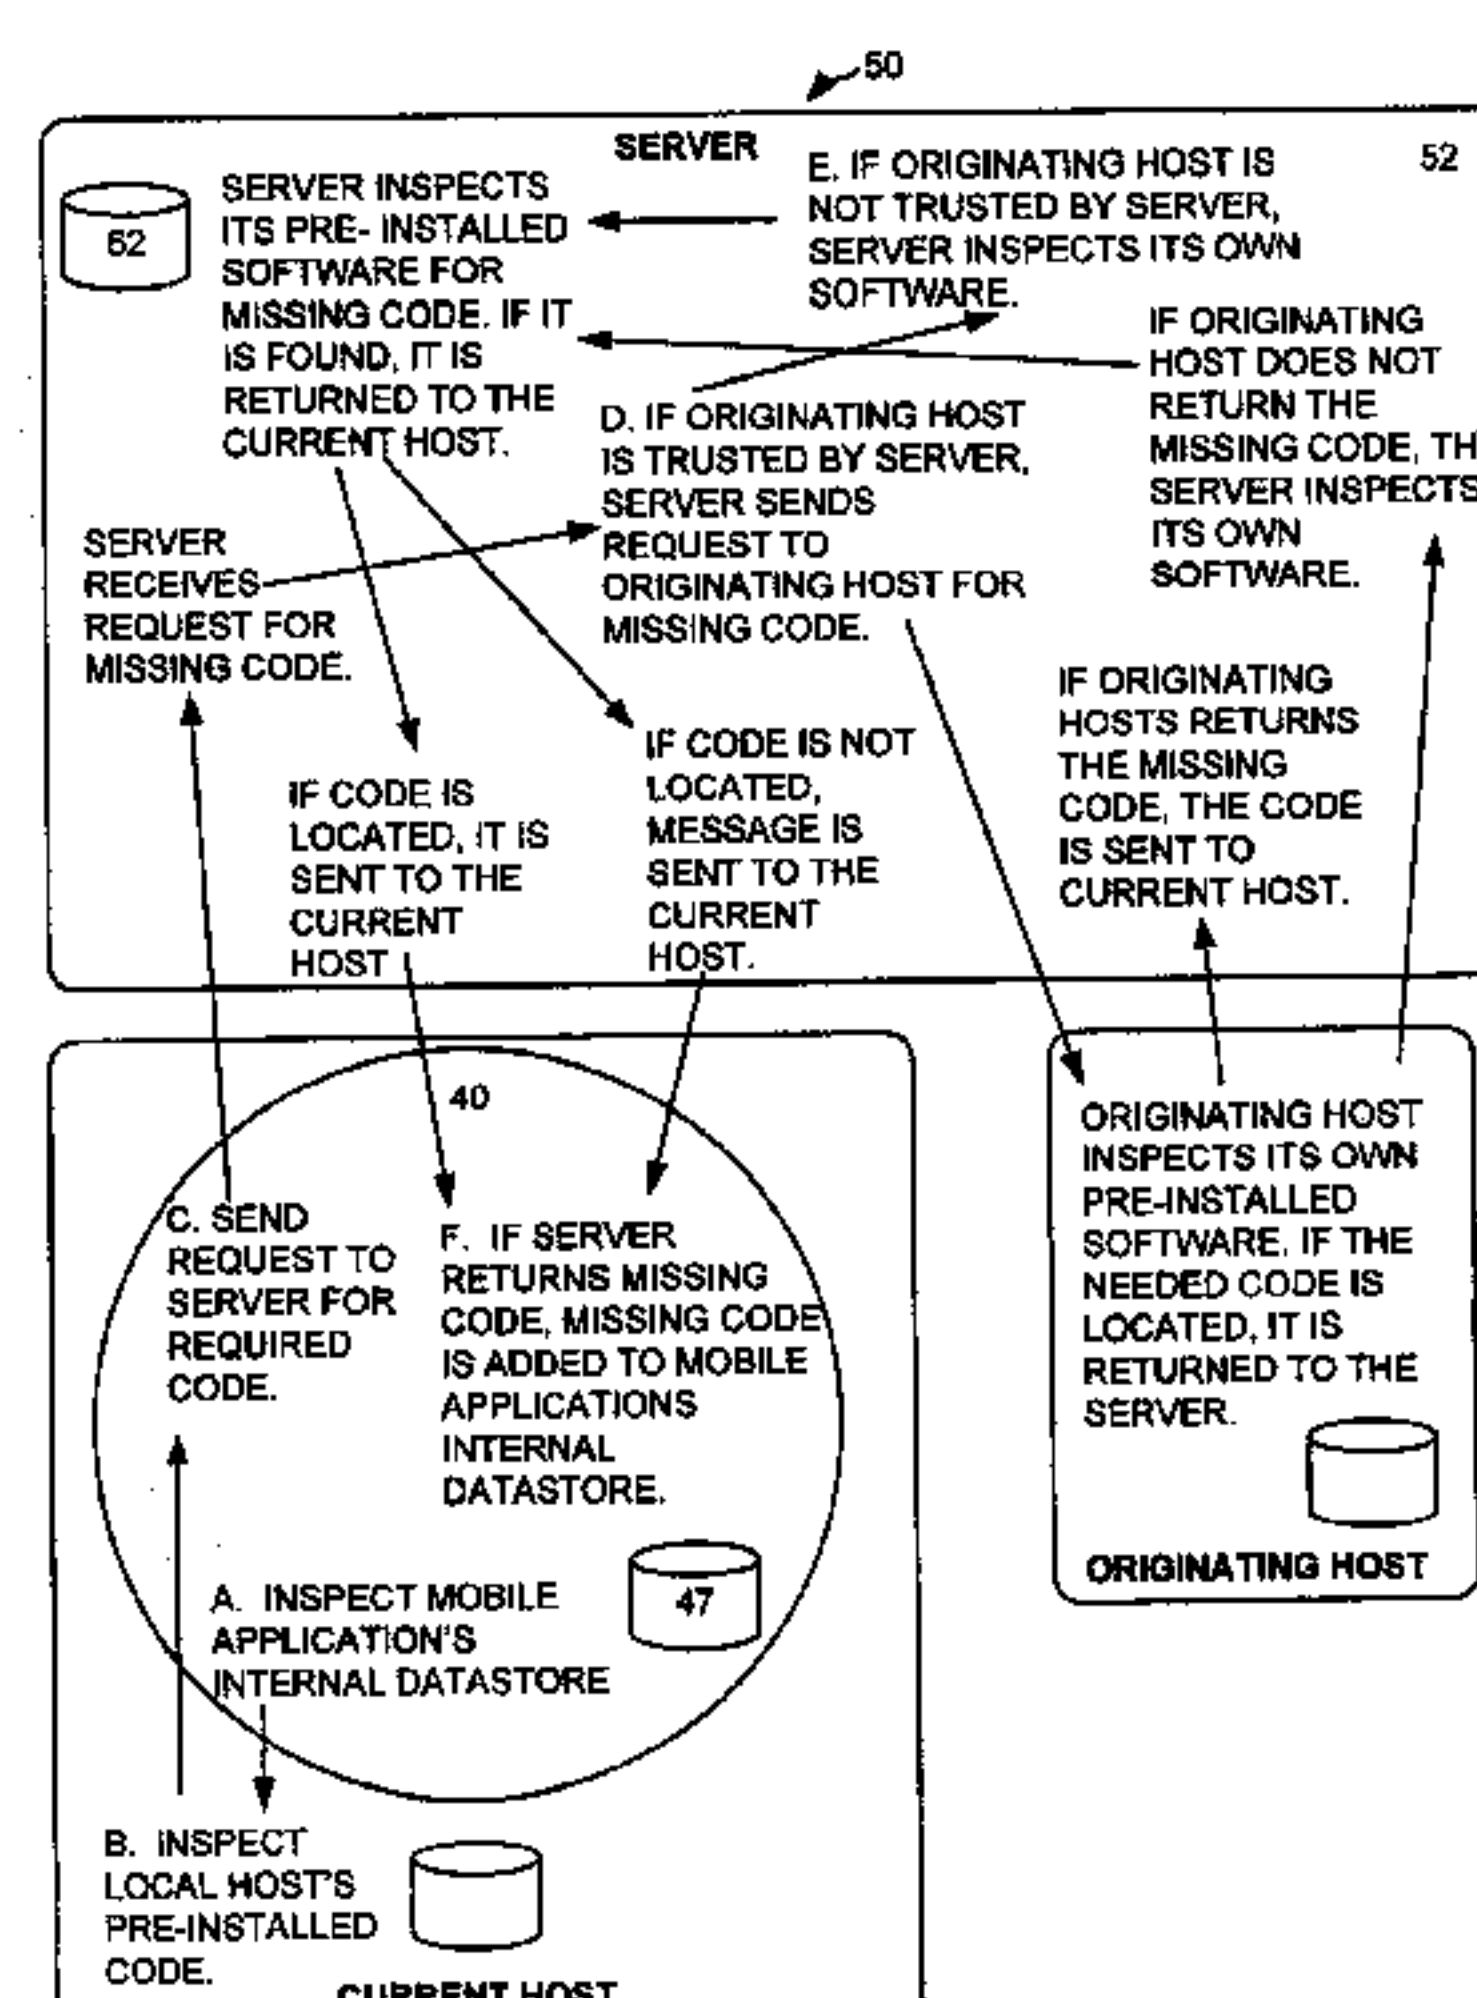 50
SERVER
52
62
SERVER INSPECTS
ITS PRE- INSTALLED
SOFTWARE FOR
MISSING CODE. IF IT
IS FOUND, IT IS
RETURNED TO THE
CURRENT HOST.
E. IF ORIGINATING HOST IS
NOT TRUSTED BY SERVER,
SERVER INSPECTS ITS OWN
SOFTWARE.
IF ORIGINATING
HOST DOES NOT
RETURN THE
MISSING CODE,
SERVER INSPECTS
ITS OWN
SOFTWARE.
D. IF ORIGINATING HOST
IS TRUSTED BY SERVER,
SERVER SENDS
REQUEST TO
ORIGINATING HOST FOR
MISSING CODE.
SERVER
RECEIVES
REQUEST FOR
MISSING CODE.
IF CODE IS
LOCATED, IT IS
SENT TO THE
CURRENT
HOST
IF CODE IS NOT
LOCATED,
MESSAGE IS
SENT TO THE
CURRENT
HOST.
IF ORIGINATING
HOSTS RETURNS
THE MISSING
CODE, THE CODE
IS SENT TO
CURRENT HOST.
40
C. SEND
REQUEST TO
SERVER FOR
REQUIRED
CODE.
F. IF SERVER
RETURNS MISSING
CODE, MISSING CODE
IS ADDED TO MOBILE
APPLICATIONS
INTERNAL
DATASTORE.
47
A. INSPECT MOBILE
APPLICATION'S
INTERNAL DATASTORE
B. INSPECT
LOCAL HOST'S
PRE-INSTALLED
CODE.
CURRENT HOST
ORIGINATING HOST
INSPECTS ITS OWN
PRE-INSTALLED
SOFTWARE. IF THE
NEEDED CODE IS
LOCATED, IT IS
RETURNED TO THE
SERVER.
ORIGINATING HOST